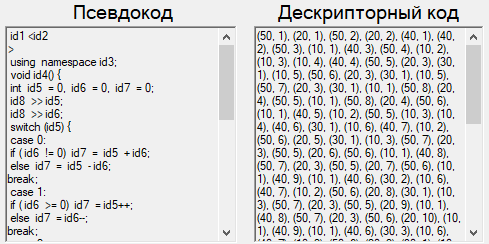 Псевдокод
id1 <id2
>
using namespace id3;
void id4() {
int id5 = 0, id6 = 0, id7 = 0;
id8 >> id5;
id8 >> id6;
switch (id5) {
case 0:
if ( id6 != 0) id7 = id5 + id6;
else id7 = id5 - id6;
break;
case 1:
if ( id6 >= 0) id7 = id5++;
else id7 = id6--;
break;
Дескрипторный код
(50, 1), (20, 1), (50, 2), (20, 2), (40, 1), (40,
2), (50, 3), (10, 1), (40, 3), (50, 4), (10, 2),
(10, 3), (10, 4), (40, 4), (50, 5), (20, 3), (30,
1), (10, 5), (50, 6), (20, 3), (30, 1), (10, 5),
(50, 7), (20, 3), (30, 1), (10, 1), (50, 8), (20,
4), (50, 5), (10, 1), (50, 8), (20, 4), (50, 6),
(10, 1), (40, 5), (10, 2), (50, 5), (10, 3), (10,
4), (40, 6), (30, 1), (10, 6), (40, 7), (10, 2),
(50, 6), (20, 5), (30, 1), (10, 3), (50, 7), (20,
3), (50, 5), (20, 6), (50, 6), (10, 1), (40, 8),
(50, 7), (20, 3), (50, 5), (20, 7), (50, 6), (10,
1), (40, 9), (10, 1), (40, 6), (30, 2), (10, 6),
(40, 7), (10, 2), (50, 6), (20, 8), (30, 1), (10,
3), (50, 7), (20, 3), (50, 5), (20, 9), (10, 1),
(40, 8), (50, 7), (20, 3), (50, 6), (20, 10), (10,
1), (40, 9), (10, 1), (40, 6), (30, 3), (10, 6),